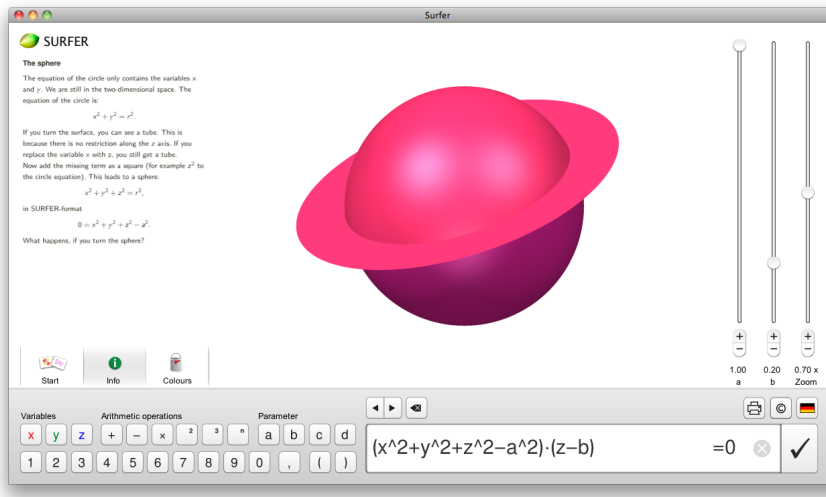 Surfer
SURFER
The sphere
The equation of the circle only contains the variables x
and y. We are still in the two-dimensional space. The
equation of the circle is:
x² + y² = r².
If you turn the surface, you can see a tube. This is
because there is no restriction along the z axis. If you
replace the variable x with z, you still get a tube.
Now add the missing term as a square (for example z² to
the circle equation). This leads to a sphere:
x² + y² + z² = r²,
in SURFER-format
0 = x² + y² + z² − a².
What happens, if you turn the sphere?
Start Info Colours
+ + +
− − −
1.00 0.20 0.70 x
a b Zoom
Variables Arithmetic operations Parameter
x y z + − × ² ³ ⁿ a b c d
1 2 3 4 5 6 7 8 9 0 , ( )
©
(x^2+y^2+z^2−a^2)·(z−b) =0